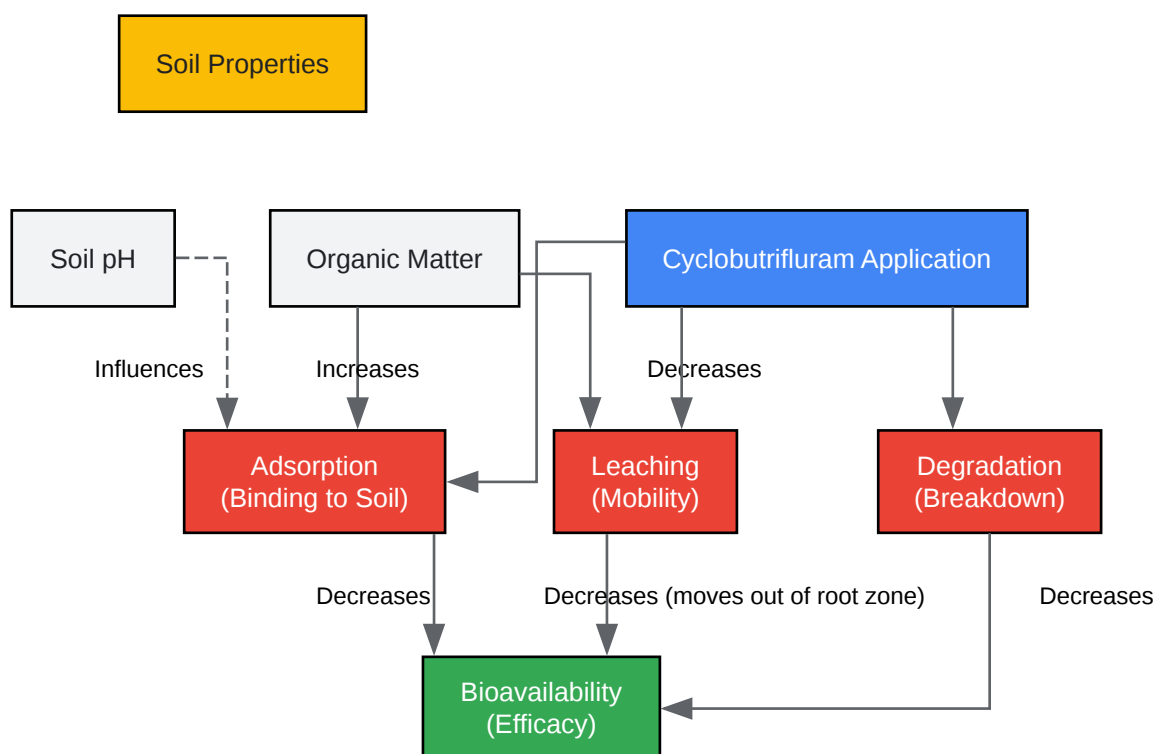 Soil Properties
Soil pH
Organic Matter
Cyclobutrifluram Application
Influences
Increases
Decreases
Adsorption
(Binding to Soil)
Leaching
(Mobility)
Degradation
(Breakdown)
Decreases
Decreases (moves out of root zone)
Decreases
Bioavailability
(Efficacy)